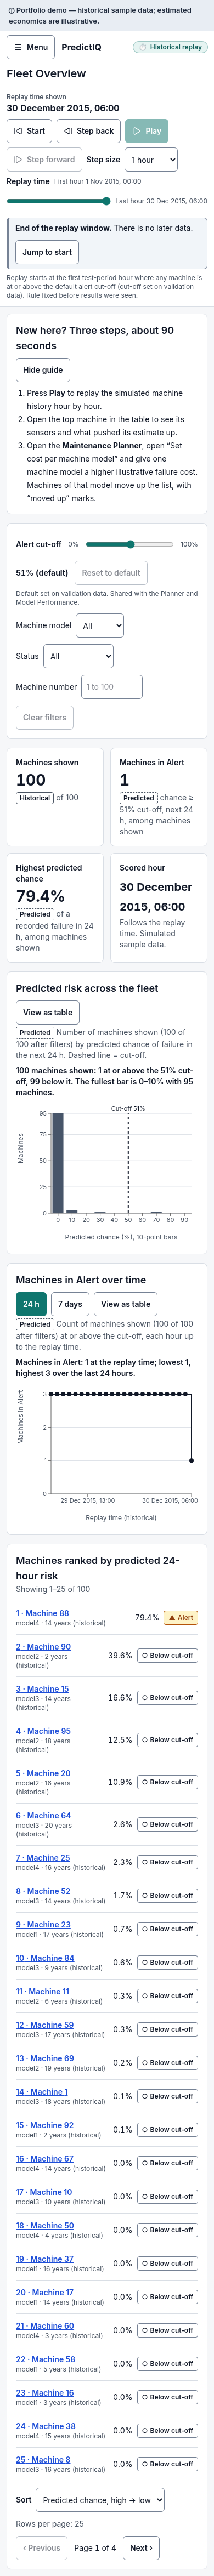 Portfolio demo — historical sample data; estimated
economics are illustrative.
Menu
PredictIQ
Historical replay
Fleet Overview
Replay time shown
30 December 2015, 06:00
Start
Step back
Play
Step forward
Step size
1 hour
Replay time
First hour 1 Nov 2015, 00:00
Last hour 30 Dec 2015, 06:00
End of the replay window. There is no later data.
Jump to start
Replay starts at the first test-period hour where any machine is
at or above the default alert cut-off (cut-off set on validation
data). Rule fixed before results were seen.
New here? Three steps, about 90
seconds
Hide guide
1. Press Play to replay the simulated machine
history hour by hour.
2. Open the top machine in the table to see its
sensors and what pushed its estimate up.
3. Open the Maintenance Planner, open “Set
cost per machine model” and give one
machine model a higher illustrative failure cost.
Machines of that model move up the list, with
“moved up” marks.
Alert cut-off
0%
100%
51% (default)
Reset to default
Default set on validation data. Shared with the Planner and
Model Performance.
Machine model
All
Status
All
Machine number
1 to 100
Clear filters
Machines shown
100
Historical of 100
Machines in Alert
1
Predicted chance ≥
51% cut-off, next 24
h, among machines
shown
Highest predicted
chance
79.4%
Predicted of a
recorded failure in 24
h, among machines
shown
Scored hour
30 December
2015, 06:00
Follows the replay
time. Simulated
sample data.
Predicted risk across the fleet
View as table
Predicted Number of machines shown (100 of
100 after filters) by predicted chance of failure in
the next 24 h. Dashed line = cut-off.
100 machines shown: 1 at or above the 51% cut-
off, 99 below it. The fullest bar is 0–10% with 95
machines.
Cut-off 51%
95
75
50
25
0
Machines
0 10 20 30 40 50 60 70 80 90
Predicted chance (%), 10-point bars
Machines in Alert over time
24 h
7 days
View as table
Predicted Count of machines shown (100 of 100
after filters) at or above the cut-off, each hour up
to the replay time.
Machines in Alert: 1 at the replay time; lowest 1,
highest 3 over the last 24 hours.
3
2
1
0
Machines in Alert
29 Dec 2015, 13:00
30 Dec 2015, 06:00
Replay time (historical)
Machines ranked by predicted 24-
hour risk
Showing 1–25 of 100
1 · Machine 88
model4 · 14 years (historical)
79.4%
Alert
2 · Machine 90
model2 · 2 years
(historical)
39.6%
Below cut-off
3 · Machine 15
model3 · 14 years
(historical)
16.6%
Below cut-off
4 · Machine 95
model2 · 18 years
(historical)
12.5%
Below cut-off
5 · Machine 20
model2 · 16 years
(historical)
10.9%
Below cut-off
6 · Machine 64
model3 · 20 years
(historical)
2.6%
Below cut-off
7 · Machine 25
model4 · 16 years (historical)
2.3%
Below cut-off
8 · Machine 52
model3 · 14 years (historical)
1.7%
Below cut-off
9 · Machine 23
model1 · 17 years (historical)
0.7%
Below cut-off
10 · Machine 84
model3 · 9 years (historical)
0.6%
Below cut-off
11 · Machine 11
model2 · 6 years (historical)
0.3%
Below cut-off
12 · Machine 59
model3 · 17 years (historical)
0.3%
Below cut-off
13 · Machine 69
model2 · 19 years (historical)
0.2%
Below cut-off
14 · Machine 1
model3 · 18 years (historical)
0.1%
Below cut-off
15 · Machine 92
model1 · 2 years (historical)
0.1%
Below cut-off
16 · Machine 67
model4 · 14 years (historical)
0.0%
Below cut-off
17 · Machine 10
model3 · 10 years (historical)
0.0%
Below cut-off
18 · Machine 50
model4 · 4 years (historical)
0.0%
Below cut-off
19 · Machine 37
model1 · 16 years (historical)
0.0%
Below cut-off
20 · Machine 17
model1 · 14 years (historical)
0.0%
Below cut-off
21 · Machine 60
model4 · 3 years (historical)
0.0%
Below cut-off
22 · Machine 58
model1 · 5 years (historical)
0.0%
Below cut-off
23 · Machine 16
model1 · 3 years (historical)
0.0%
Below cut-off
24 · Machine 38
model4 · 15 years (historical)
0.0%
Below cut-off
25 · Machine 8
model3 · 16 years (historical)
0.0%
Below cut-off
Sort
Predicted chance, high → low
Rows per page: 25
‹ Previous
Page 1 of 4
Next ›